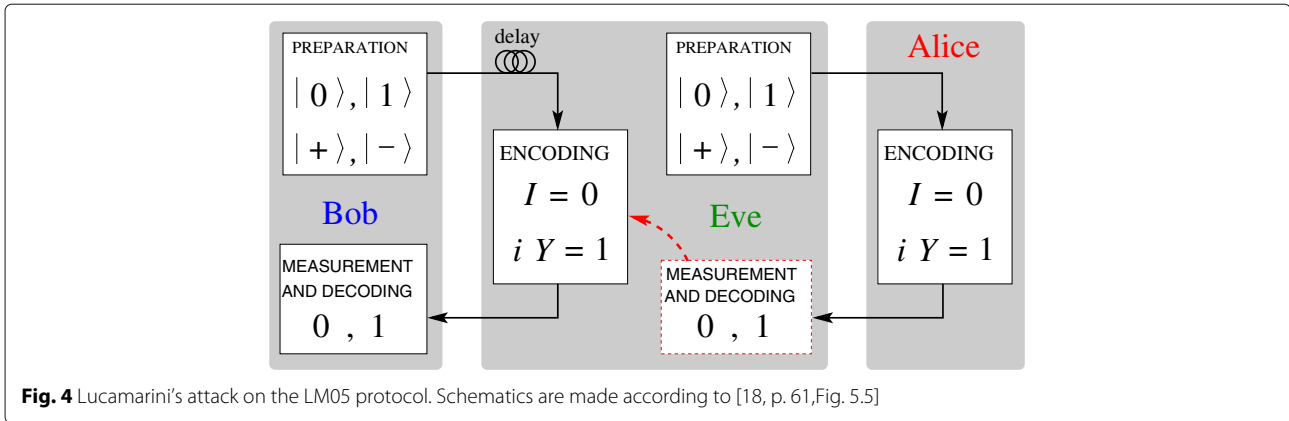 PREPARATION
| 0 ⟩, | 1 ⟩
| + ⟩, | − ⟩
Bob
MEASUREMENT
AND DECODING
0 , 1
delay
ENCODING
I = 0
i Y = 1
PREPARATION
| 0 ⟩, | 1 ⟩
| + ⟩, | − ⟩
Eve
MEASUREMENT
AND DECODING
0 , 1
Alice
ENCODING
I = 0
i Y = 1
Fig. 4 Lucamarini's attack on the LM05 protocol. Schematics are made according to [18, p. 61,Fig. 5.5]